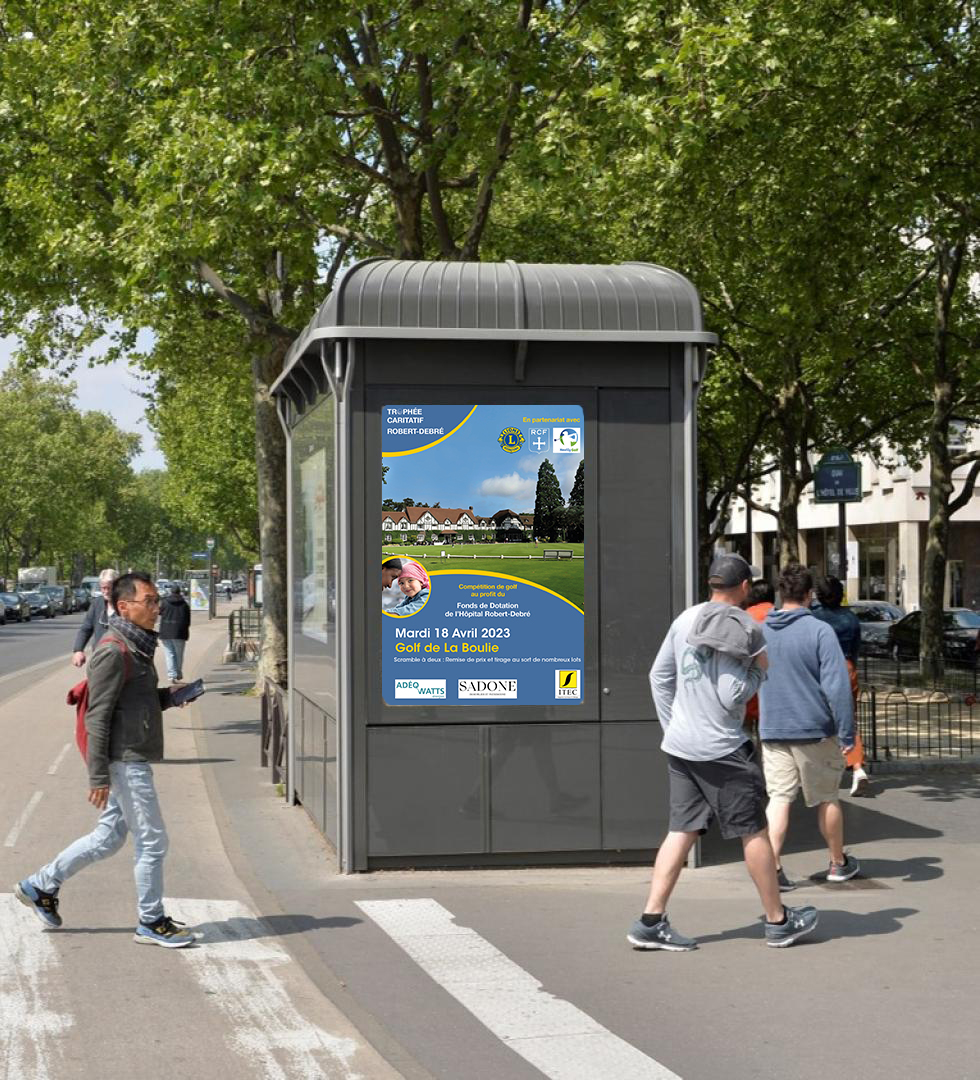 TROPHÉE
CARITATIF
ROBERT-DEBRÉ
En partenariat avec
L
RCF
Compétition de golf
au profit du
Fonds de Dotation
de l'Hôpital Robert-Debré
Mardi 18 Avril 2023
Golf de La Boulie
Scramble à deux : Remise de prix et tirage au sort de nombreux lots
ADÉQ
WATTS
SADONE
ITEC
QUAI
DE
L'HÔTEL DE VILLE